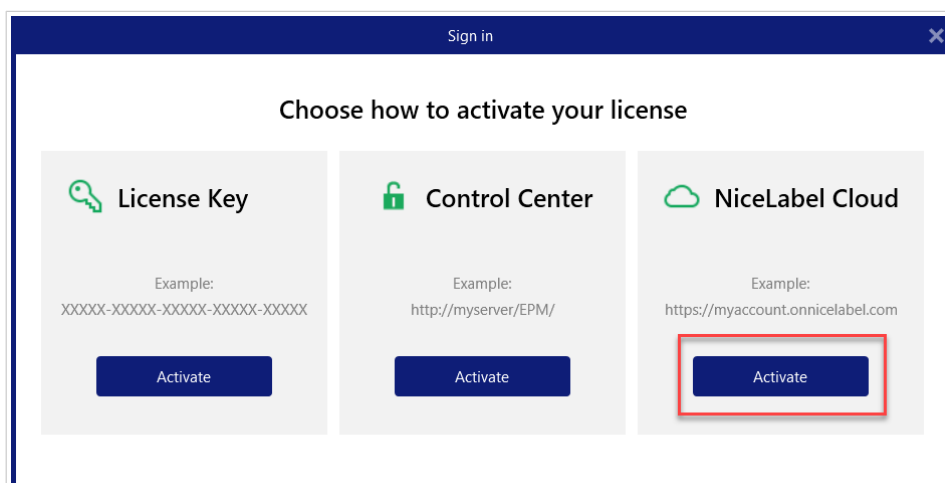 Sign in
Choose how to activate your license
License Key
Example:
XXXXX-XXXXX-XXXXX-XXXXX-XXXXX
Activate
Control Center
Example:
http://myserver/EPM/
Activate
NiceLabel Cloud
Example:
https://myaccount.onnicelabel.com
Activate